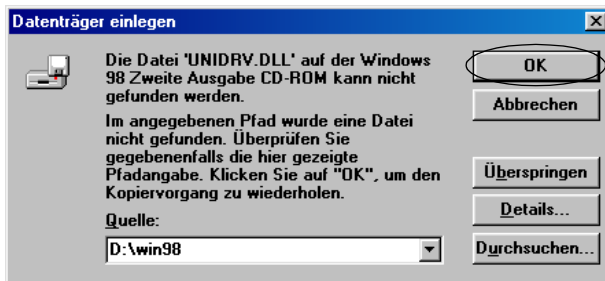 Datenträger einlegen
Die Datei 'UNIDRV.DLL' auf der Windows
98 Zweite Ausgabe CD-ROM kann nicht
gefunden werden.
Im angegebenen Pfad wurde eine Datei
nicht gefunden. Überprüfen Sie
gegebenenfalls die hier gezeigte
Pfadangabe. Klicken Sie auf "OK", um den
Kopiervorgang zu wiederholen.
Quelle:
D:\win98
OK
Abbrechen
Überspringen
Details...
Durchsuchen...